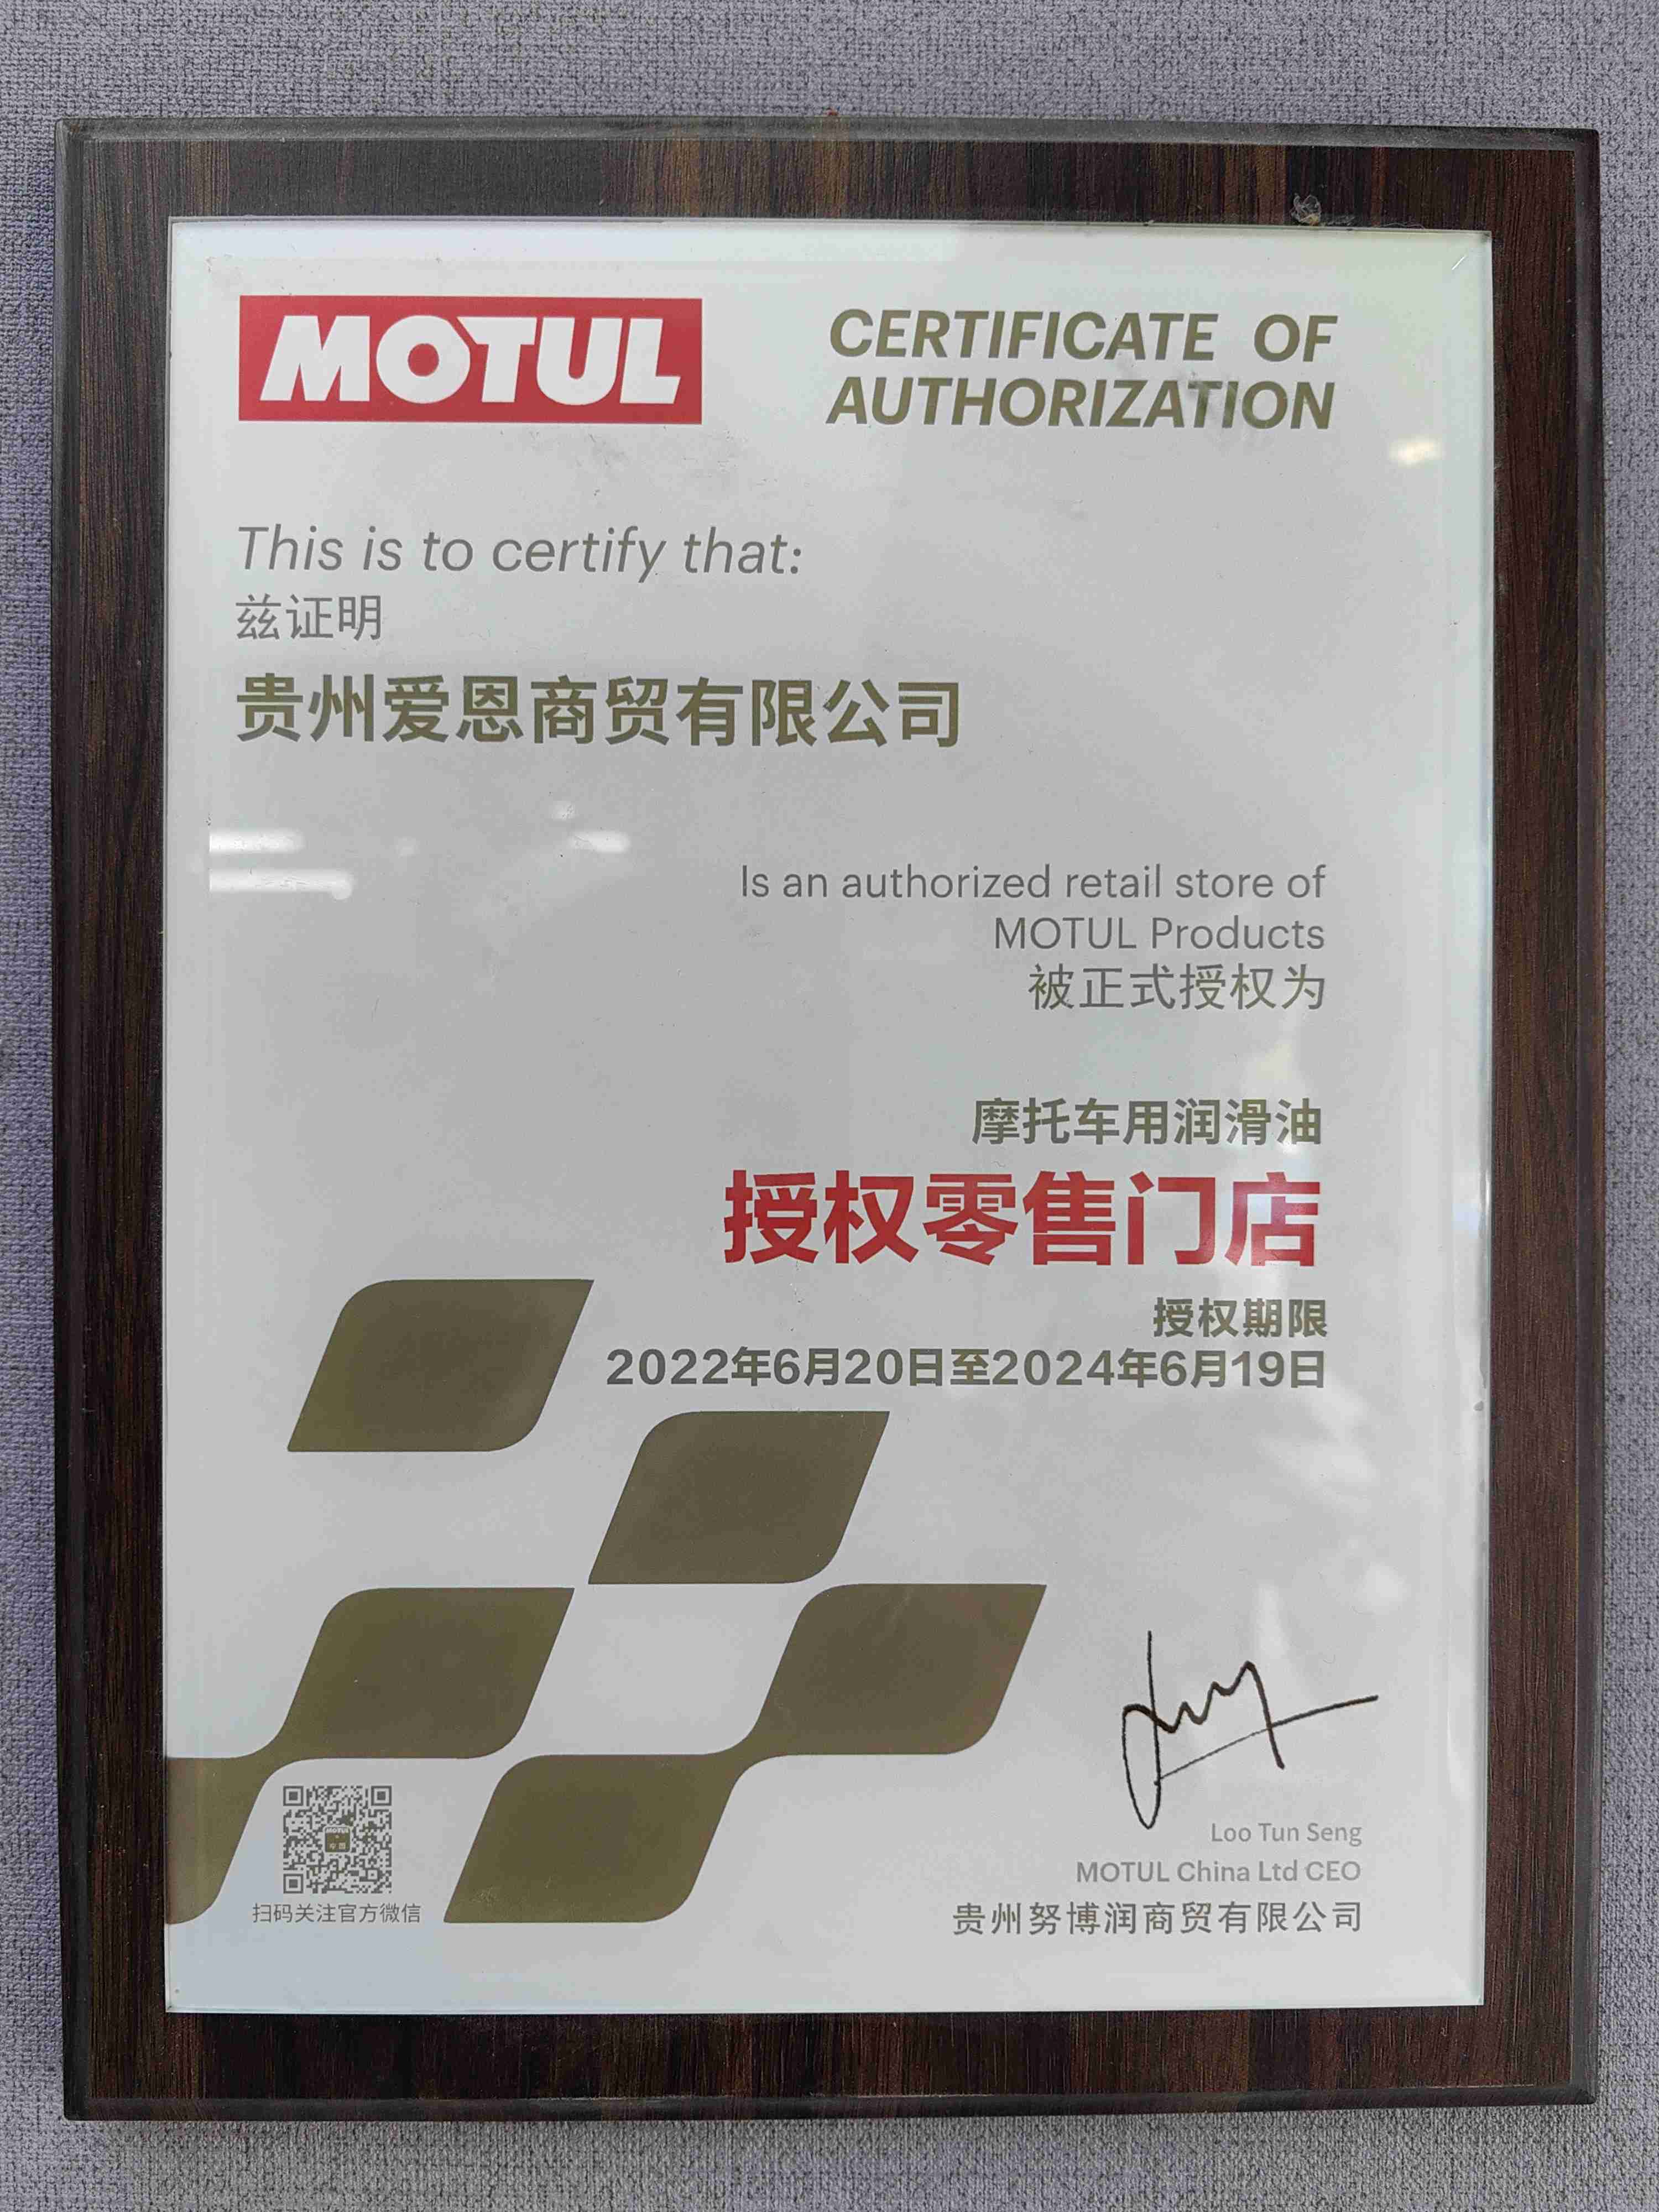 MOTUL
CERTIFICATE OF
AUTHORIZATION
This is to certify that:
兹证明
贵州爱恩商贸有限公司
Is an authorized retail store of
MOTUL Products
被正式授权为
摩托车用润滑油
授权零售门店
授权期限
2022年6月20日至2024年6月19日
Loo Tun Seng
MOTUL China Ltd CEO
贵州努博润商贸有限公司
扫码关注官方微信